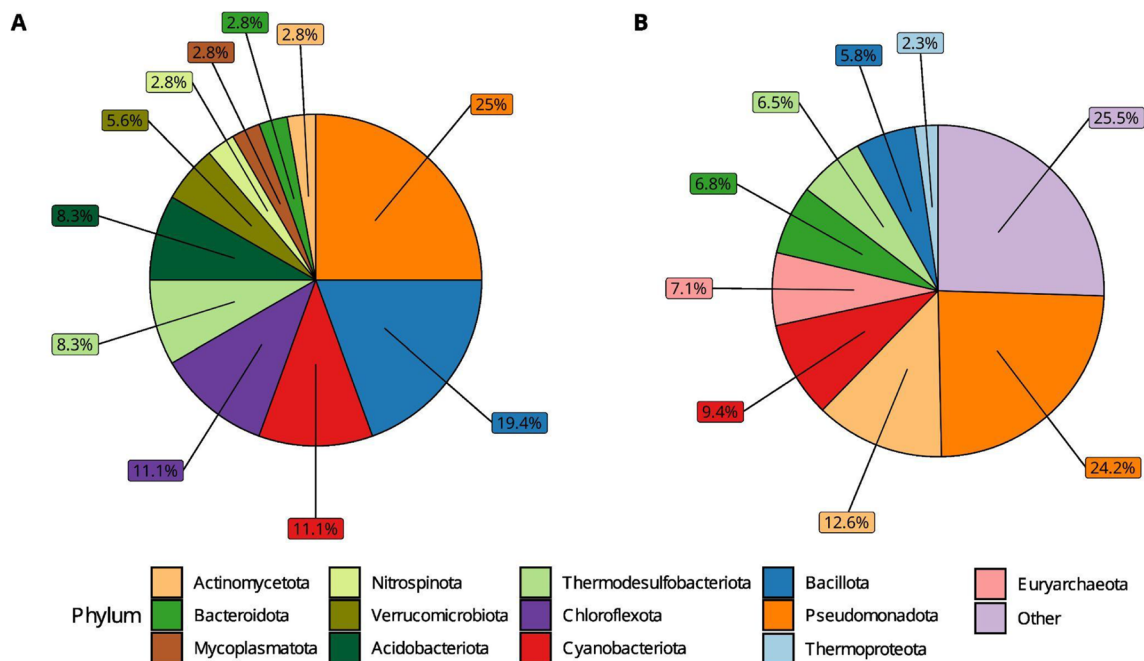 A
B
2.8%
2.8%
2.8%
2.8%
5.6%
25%
8.3%
8.3%
19.4%
11.1%
11.1%
2.3%
5.8%
6.5%
25.5%
6.8%
7.1%
9.4%
24.2%
12.6%
Phylum
Actinomycetota
Bacteroidota
Mycoplasmatota
Nitrospinota
Verrucomicrobiota
Acidobacteriota
Thermodesulfobacteriota
Chloroflexota
Cyanobacteriota
Bacillota
Pseudomonadota
Thermoproteota
Euryarchaeota
Other